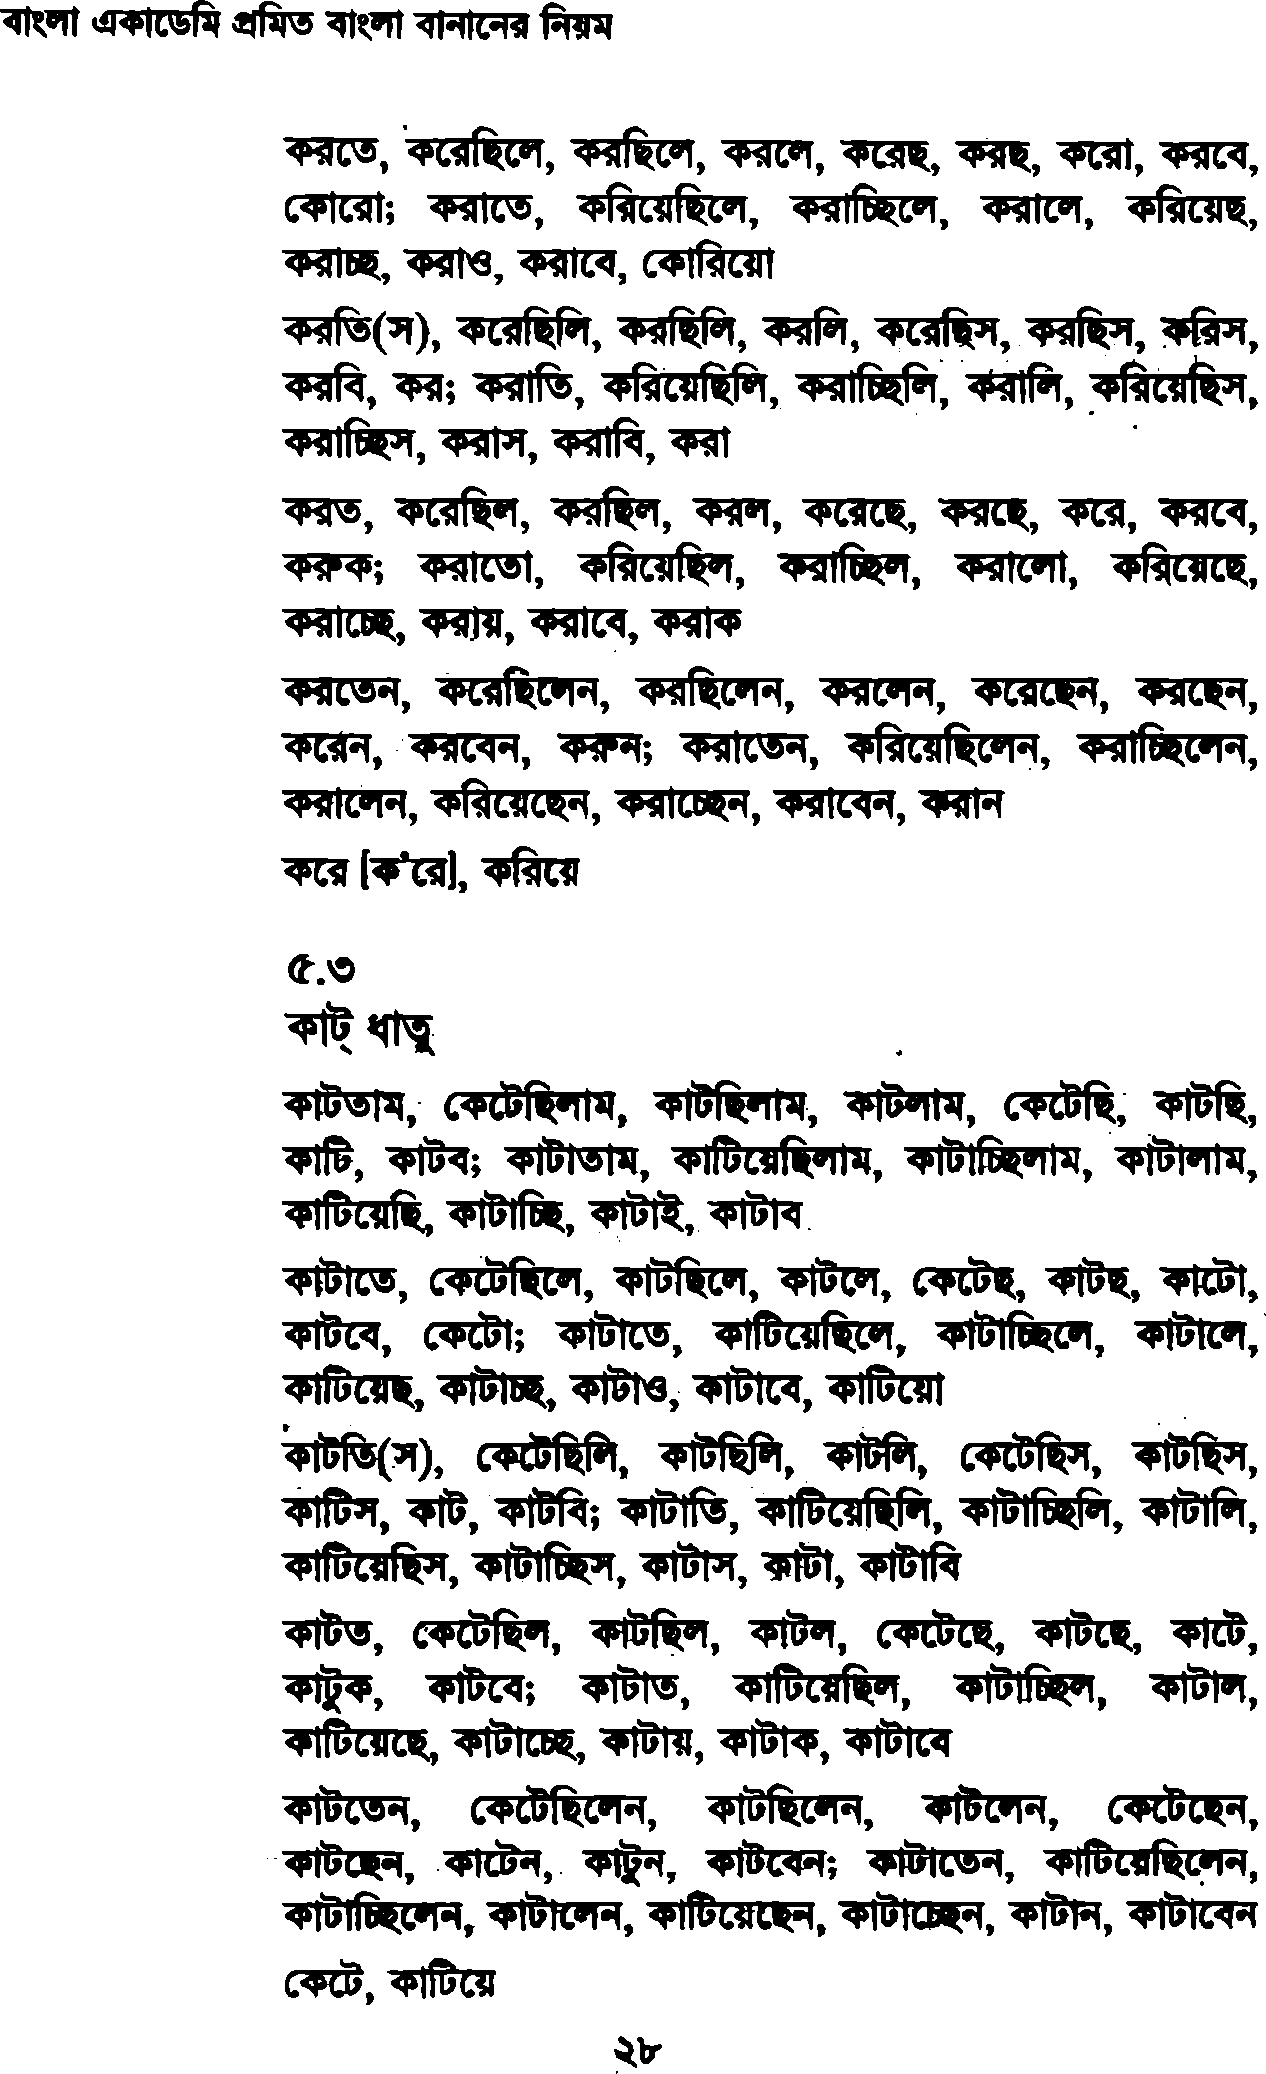 বাংলা একাডেমি প্রমিত বাংলা বানানের নিয়ম
করতে, করেছিলে, করছিলে, করলে, করেছ, করছ, করো, করবে,
কোরো; করাতে, করিয়েছিলে, করাচ্ছিলে, করালে, করিয়েছ,
করাচ্ছ, করাও, করাবে, কোরিয়ো
করতি(স), করেছিলি, করছিলি, করলি, করেছিস, করছিস, করিস,
করবি, কর; করাতি, করিয়েছিলি, করাচ্ছিলি, করালি, করিয়েছিস,
করাচ্ছিস, করাস, করাবি, করা
করত, করেছিল, করছিল, করল, করেছে, করছে, করে, করবে,
করুক; করাতো, করিয়েছিল, করাচ্ছিল, করালো, করিয়েছে,
করাচ্ছে, করায়, করাবে, করাক
করতেন, করেছিলেন, করছিলেন, করলেন, করেছেন, করছেন,
করেন, করবেন, করুন; করাতেন, করিয়েছিলেন, করাচ্ছিলেন,
করালেন, করিয়েছেন, করাচ্ছেন, করাবেন, করান
করে [ক'রে], করিয়ে
৫.৩
কাট্ ধাতু
কাটতাম, কেটেছিলাম, কাটছিলাম, কাটলাম, কেটেছি, কাটছি,
কাটি, কাটব; কাটাতাম, কাটিয়েছিলাম, কাটাচ্ছিলাম, কাটালাম,
কাটিয়েছি, কাটাচ্ছি, কাটাই, কাটাব
কাটাতে, কেটেছিলে, কাটছিলে, কাটলে, কেটেছ, কাটছ, কাটো,
কাটবে, কেটো; কাটাতে, কাটিয়েছিলে, কাটাচ্ছিলে, কাটালে,
কাটিয়েছ, কাটাচ্ছ, কাটাও, কাটাবে, কাটিয়ো
কাটতি(স), কেটেছিলি, কাটছিলি, কাটলি, কেটেছিস, কাটছিস,
কাটিস, কাট, কাটবি; কাটাতি, কাটিয়েছিলি, কাটাচ্ছিলি, কাটালি,
কাটিয়েছিস, কাটাচ্ছিস, কাটাস, কাটা, কাটাবি
কাটত, কেটেছিল, কাটছিল, কাটল, কেটেছে, কাটছে, কাটে,
কাটুক, কাটবে; কাটাত, কাটিয়েছিল, কাটাচ্ছিল, কাটাল,
কাটিয়েছে, কাটাচ্ছে, কাটায়, কাটাক, কাটাবে
কাটতেন, কেটেছিলেন, কাটছিলেন, কাটলেন, কেটেছেন,
কাটছেন, কাটেন, কাটুন, কাটবেন; কাটাতেন, কাটিয়েছিলেন,
কাটাচ্ছিলেন, কাটালেন, কাটিয়েছেন, কাটাচ্ছেন, কাটান, কাটাবেন
কেটে, কাটিয়ে
২৮